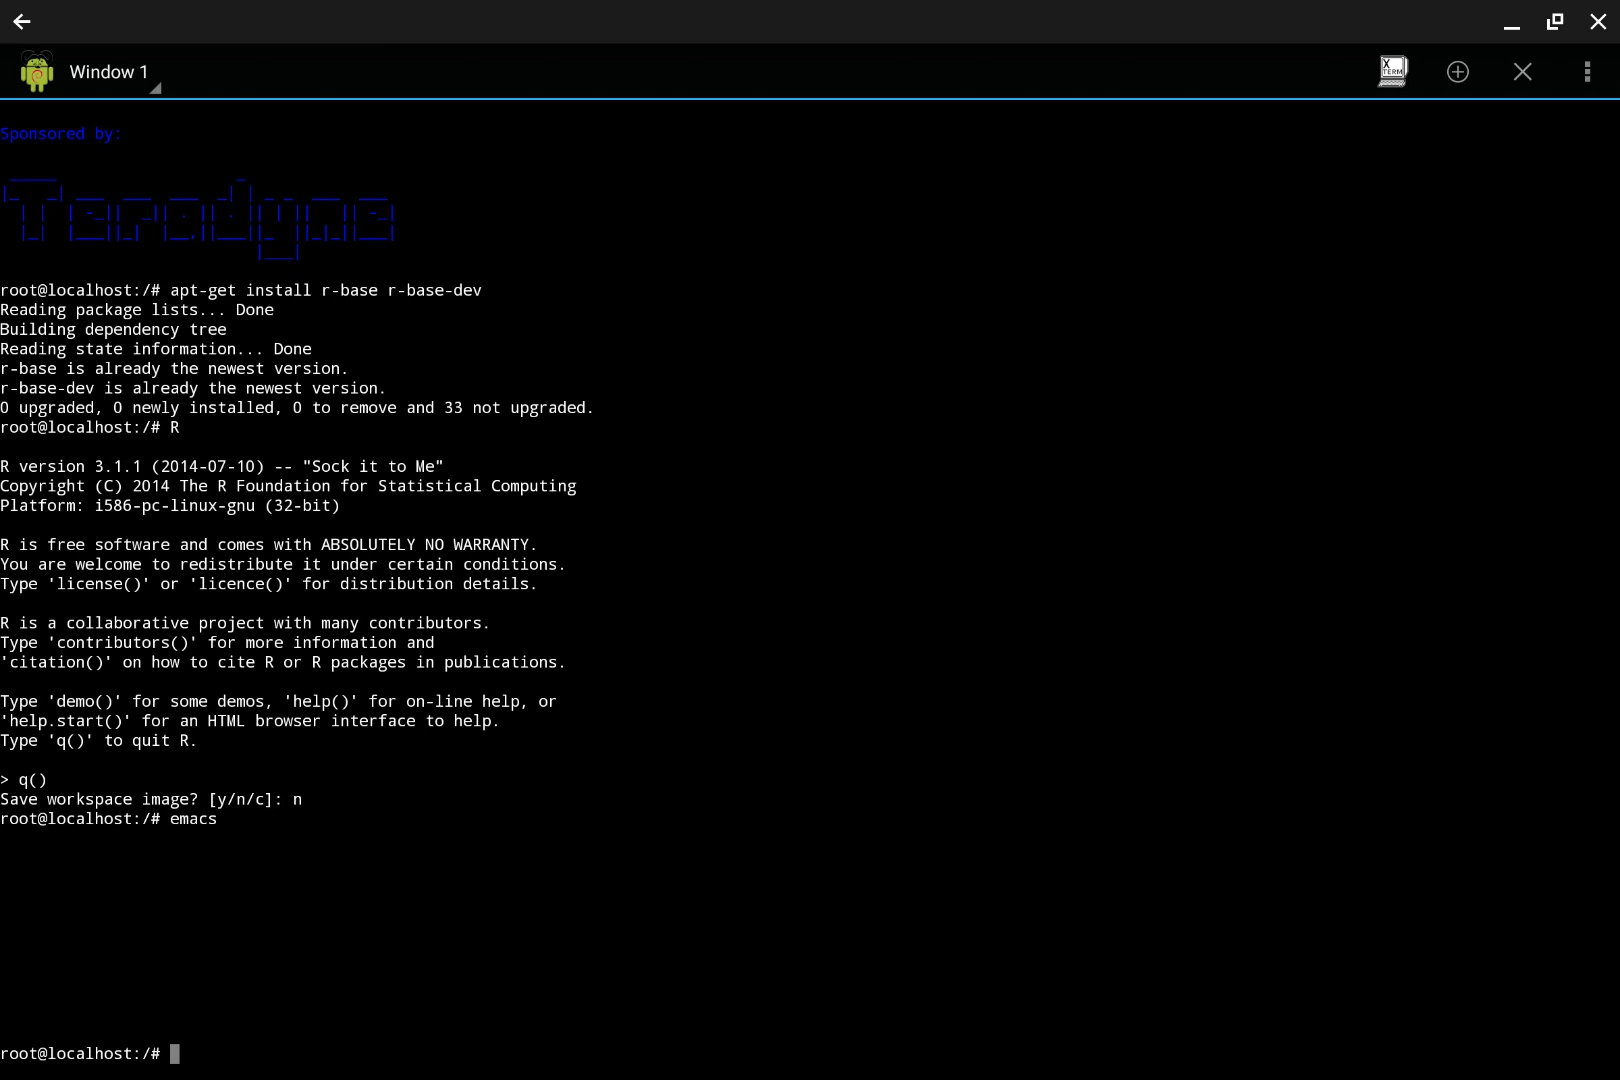 Window 1
X
TERM
Sponsored by:
Teradyne
root@localhost:/# apt-get install r-base r-base-dev
Reading package lists... Done
Building dependency tree
Reading state information... Done
r-base is already the newest version.
r-base-dev is already the newest version.
0 upgraded, 0 newly installed, 0 to remove and 33 not upgraded.
root@localhost:/# R
R version 3.1.1 (2014-07-10) -- "Sock it to Me"
Copyright (C) 2014 The R Foundation for Statistical Computing
Platform: i586-pc-linux-gnu (32-bit)
R is free software and comes with ABSOLUTELY NO WARRANTY.
You are welcome to redistribute it under certain conditions.
Type 'license()' or 'licence()' for distribution details.
R is a collaborative project with many contributors.
Type 'contributors()' for more information and
'citation()' on how to cite R or R packages in publications.
Type 'demo()' for some demos, 'help()' for on-line help, or
'help.start()' for an HTML browser interface to help.
Type 'q()' to quit R.
> q()
Save workspace image? [y/n/c]: n
root@localhost:/# emacs
root@localhost:/#